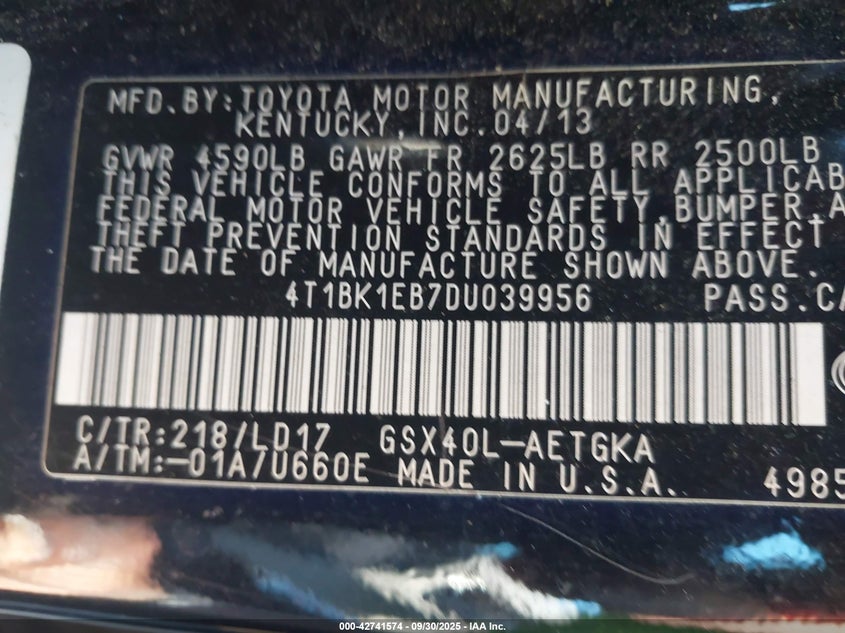 MFD.BY:TOYOTA MOTOR MANUFACTURING,
KENTUCKY,INC.04/13
GVWR 4590LB GAWR FR 2625LB RR 2500LB
THIS VEHICLE CONFORMS TO ALL APPLICAB
FEDERAL MOTOR VEHICLE SAFETY,BUMPER,A
THEFT PREVENTION STANDARDS IN EFFECT
THE DATE OF MANUFACTURE SHOWN ABOVE.
4T1BK1EB7DU039956 PASS.CA
C/TR:218/LD17 GSX40L-AETGKA
A/TM:-01A/U660E MADE IN U.S.A. 4985
000-42741574 - 09/30/2025 - IAA Inc.